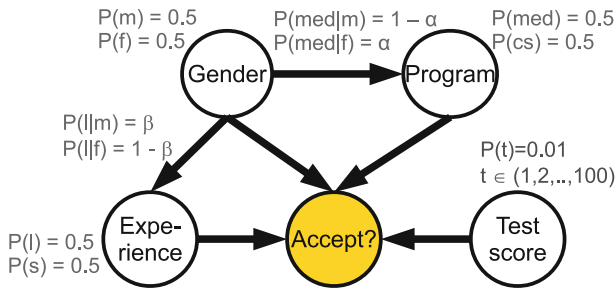 P(m) = 0.5
P(f) = 0.5
P(med|m) = 1 – α
P(med|f) = α
P(med) = 0.5
P(cs) = 0.5
Gender
Program
P(l|m) = β
P(l|f) = 1 - β
P(t)=0.01
t ∈ (1,2,..,100)
P(l) = 0.5
P(s) = 0.5
Expe-
rience
Accept?
Test
score